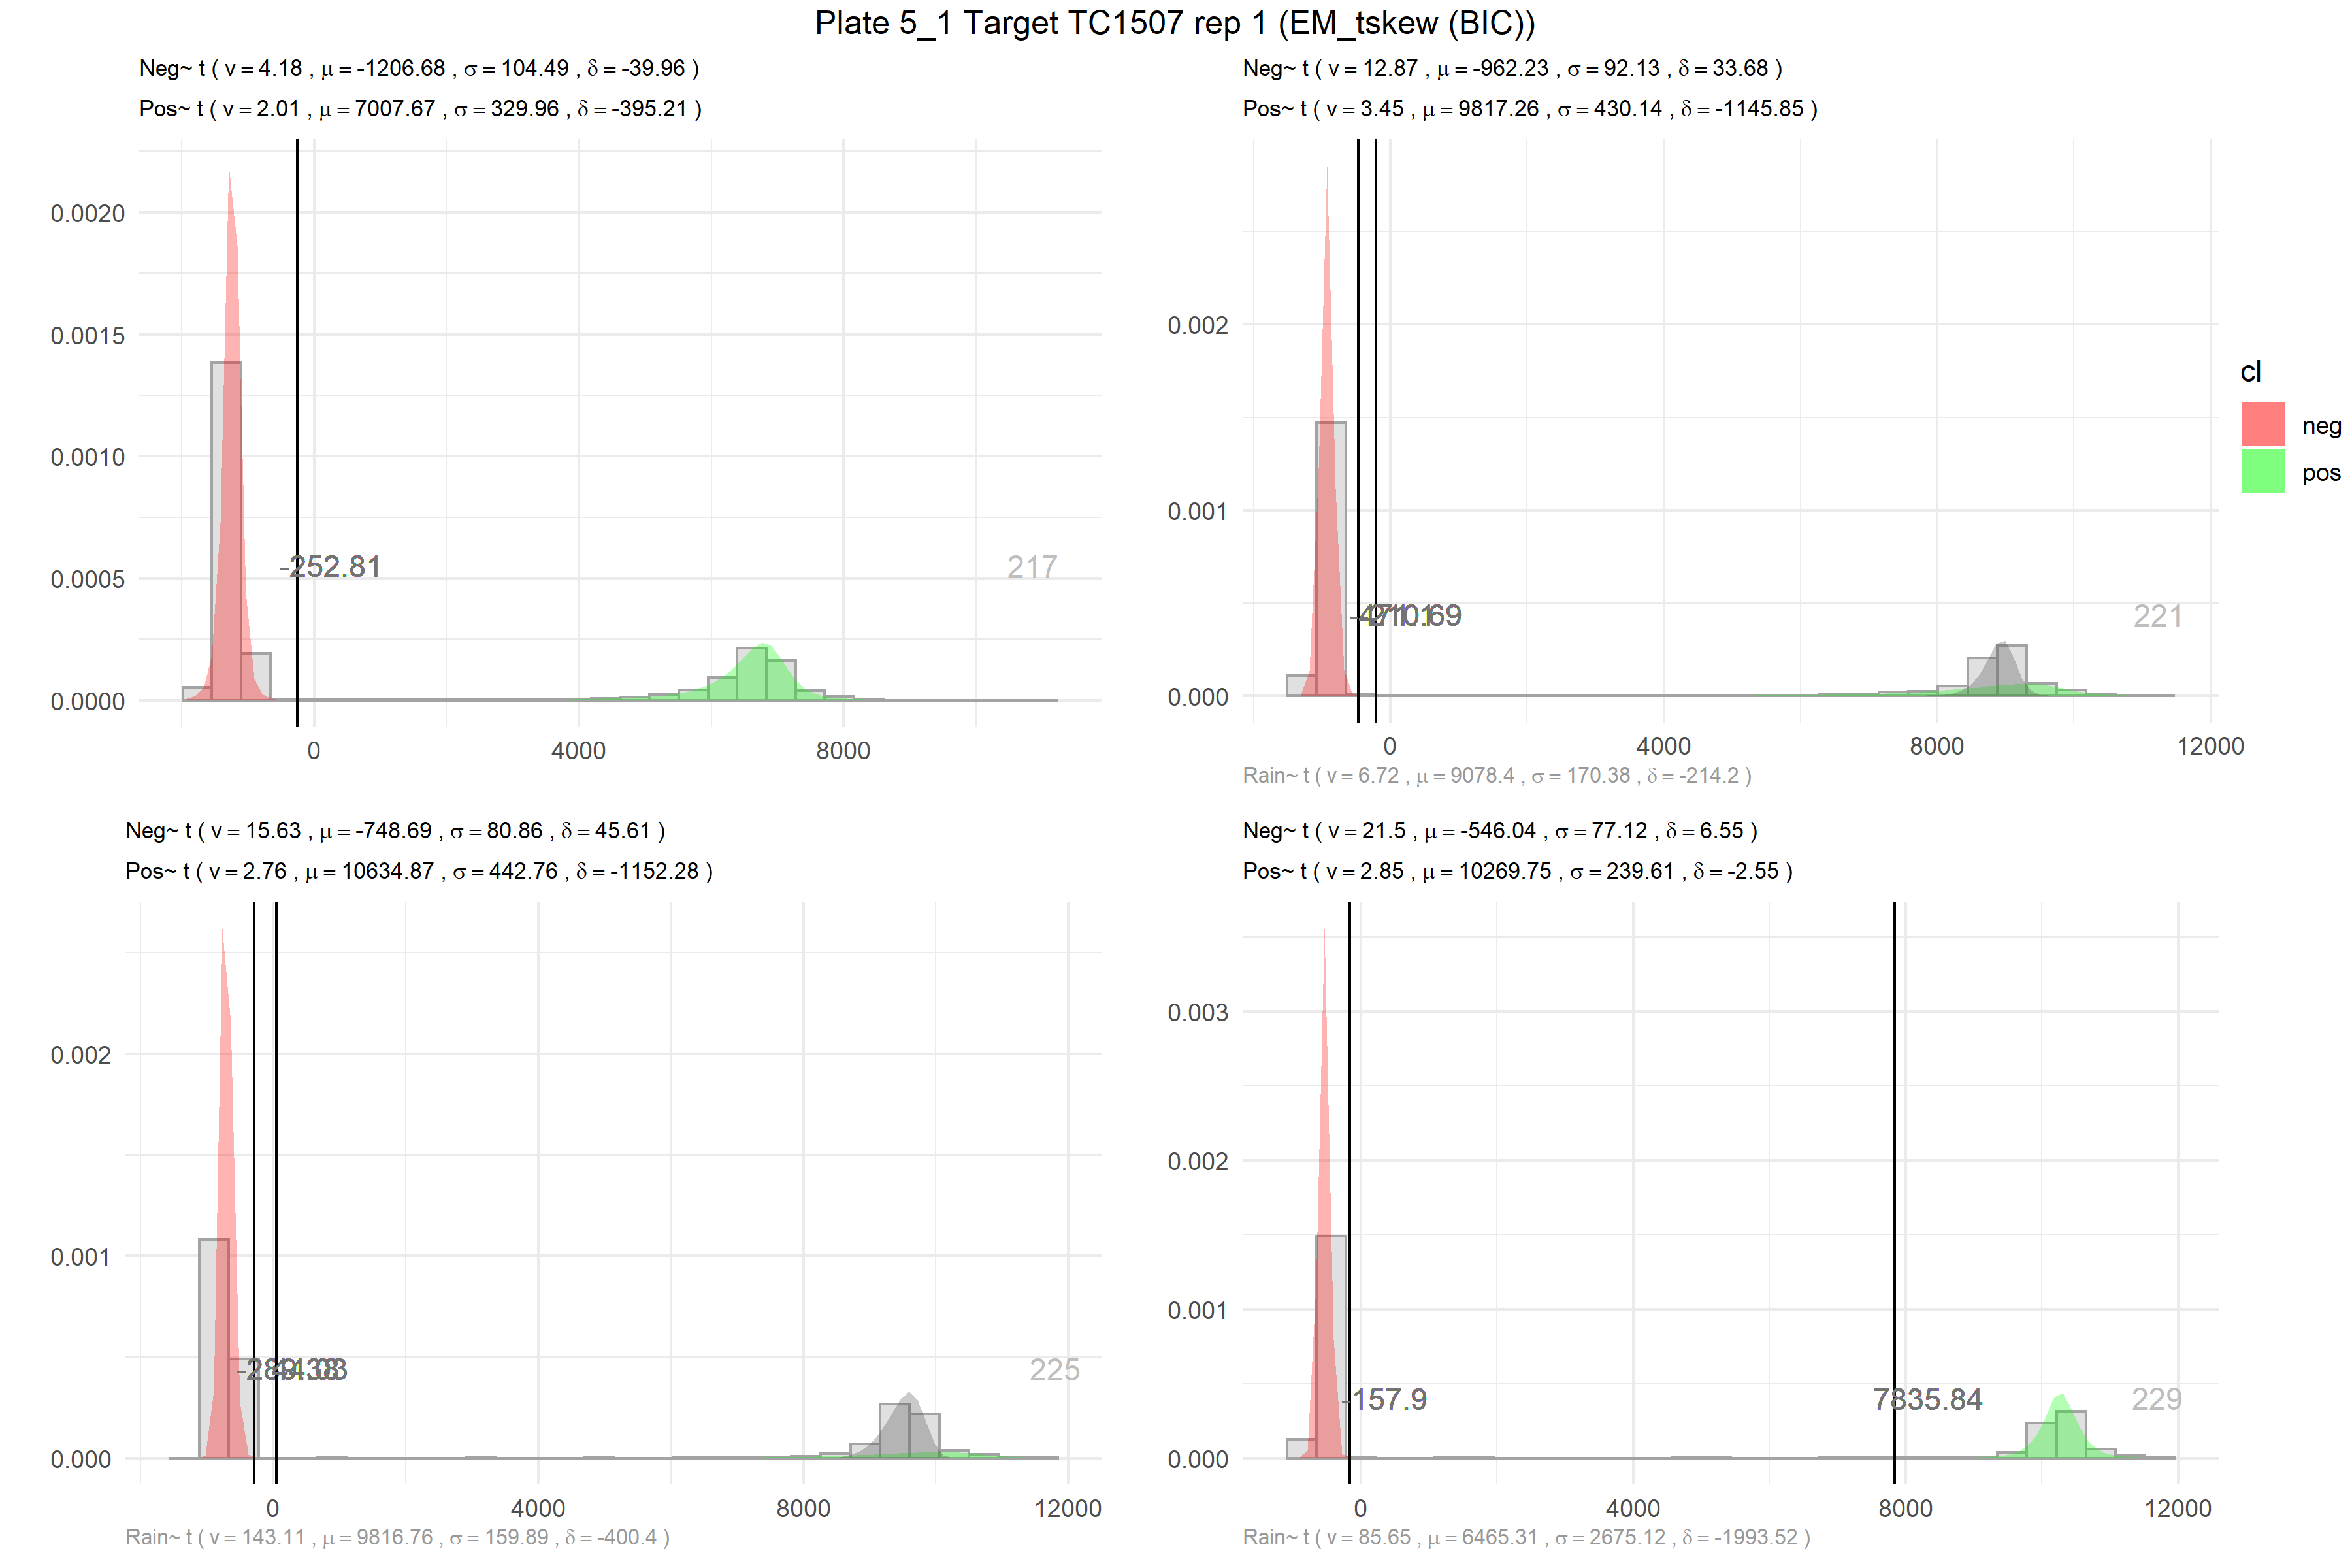 Plate 5_1 Target TC1507 rep 1 (EM_tskew (BIC))
Neg~ t ( v = 4.18 , μ = -1206.68 , σ = 104.49 , δ = -39.96 )
Pos~ t ( v = 2.01 , μ = 7007.67 , σ = 329.96 , δ = -395.21 )
0.0020
0.0015
0.0010
0.0005
0.0000
-252.81
217
0 4000 8000
Neg~ t ( v = 12.87 , μ = -962.23 , σ = 92.13 , δ = 33.68 )
Pos~ t ( v = 3.45 , μ = 9817.26 , σ = 430.14 , δ = -1145.85 )
0.002
0.001
0.000
221
0 4000 8000 12000
Rain~ t ( v = 6.72 , μ = 9078.4 , σ = 170.38 , δ = -214.2 )
cl
neg
pos
Neg~ t ( v = 15.63 , μ = -748.69 , σ = 80.86 , δ = 45.61 )
Pos~ t ( v = 2.76 , μ = 10634.87 , σ = 442.76 , δ = -1152.28 )
0.002
0.001
0.000
225
0 4000 8000 12000
Rain~ t ( v = 143.11 , μ = 9816.76 , σ = 159.89 , δ = -400.4 )
Neg~ t ( v = 21.5 , μ = -546.04 , σ = 77.12 , δ = 6.55 )
Pos~ t ( v = 2.85 , μ = 10269.75 , σ = 239.61 , δ = -2.55 )
0.003
0.002
0.001
0.000
-157.9
7835.84
229
0 4000 8000 12000
Rain~ t ( v = 85.65 , μ = 6465.31 , σ = 2675.12 , δ = -1993.52 )